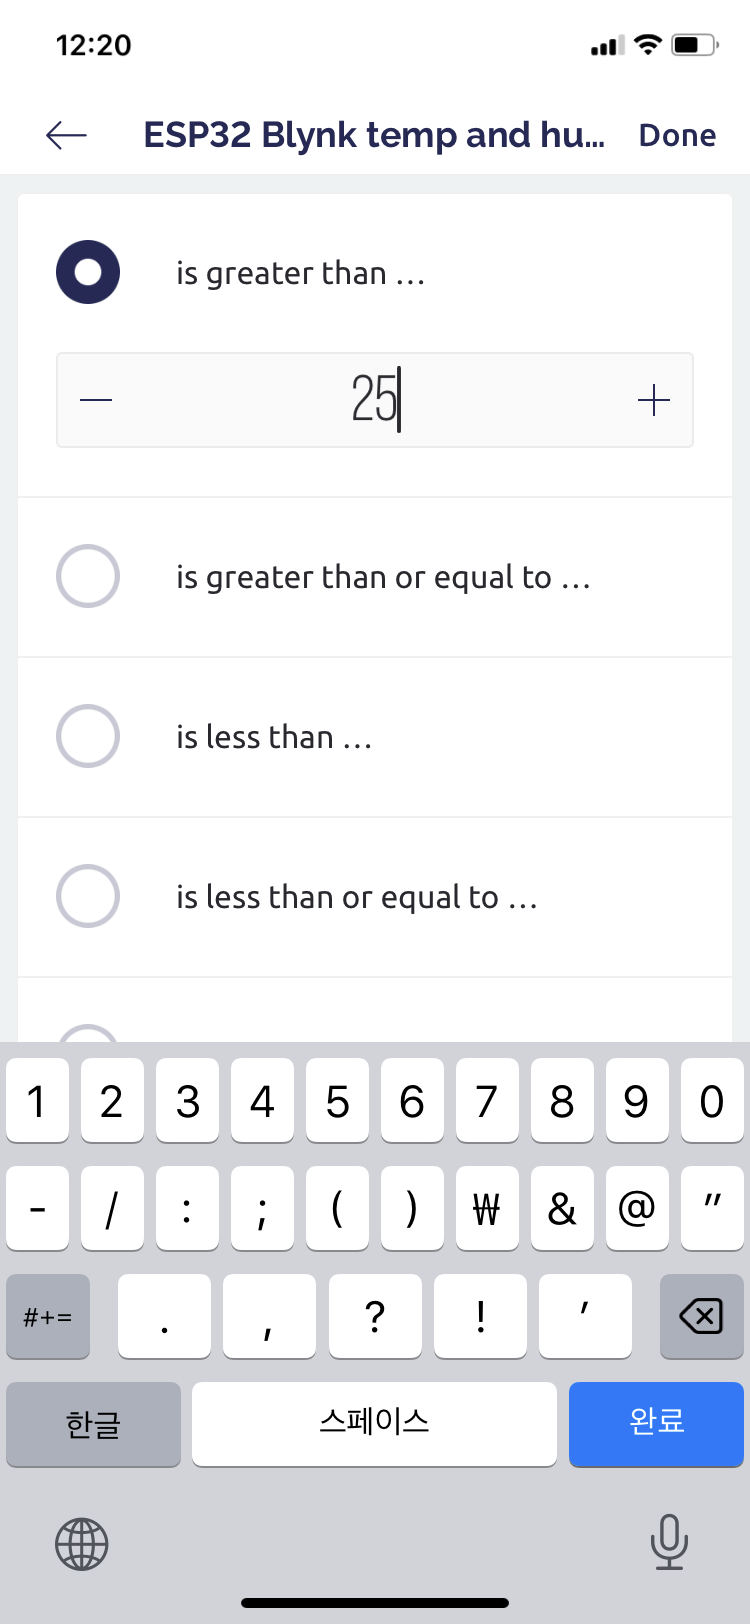 12:20
ESP32 Blynk temp and hu... Done
is greater than ...
25
is greater than or equal to ...
is less than ...
is less than or equal to ...
1 2 3 4 5 6 7 8 9 0
- / : ; ( ) ₩ & @ "
#+= . , ? ! '
한글 스페이스 완료